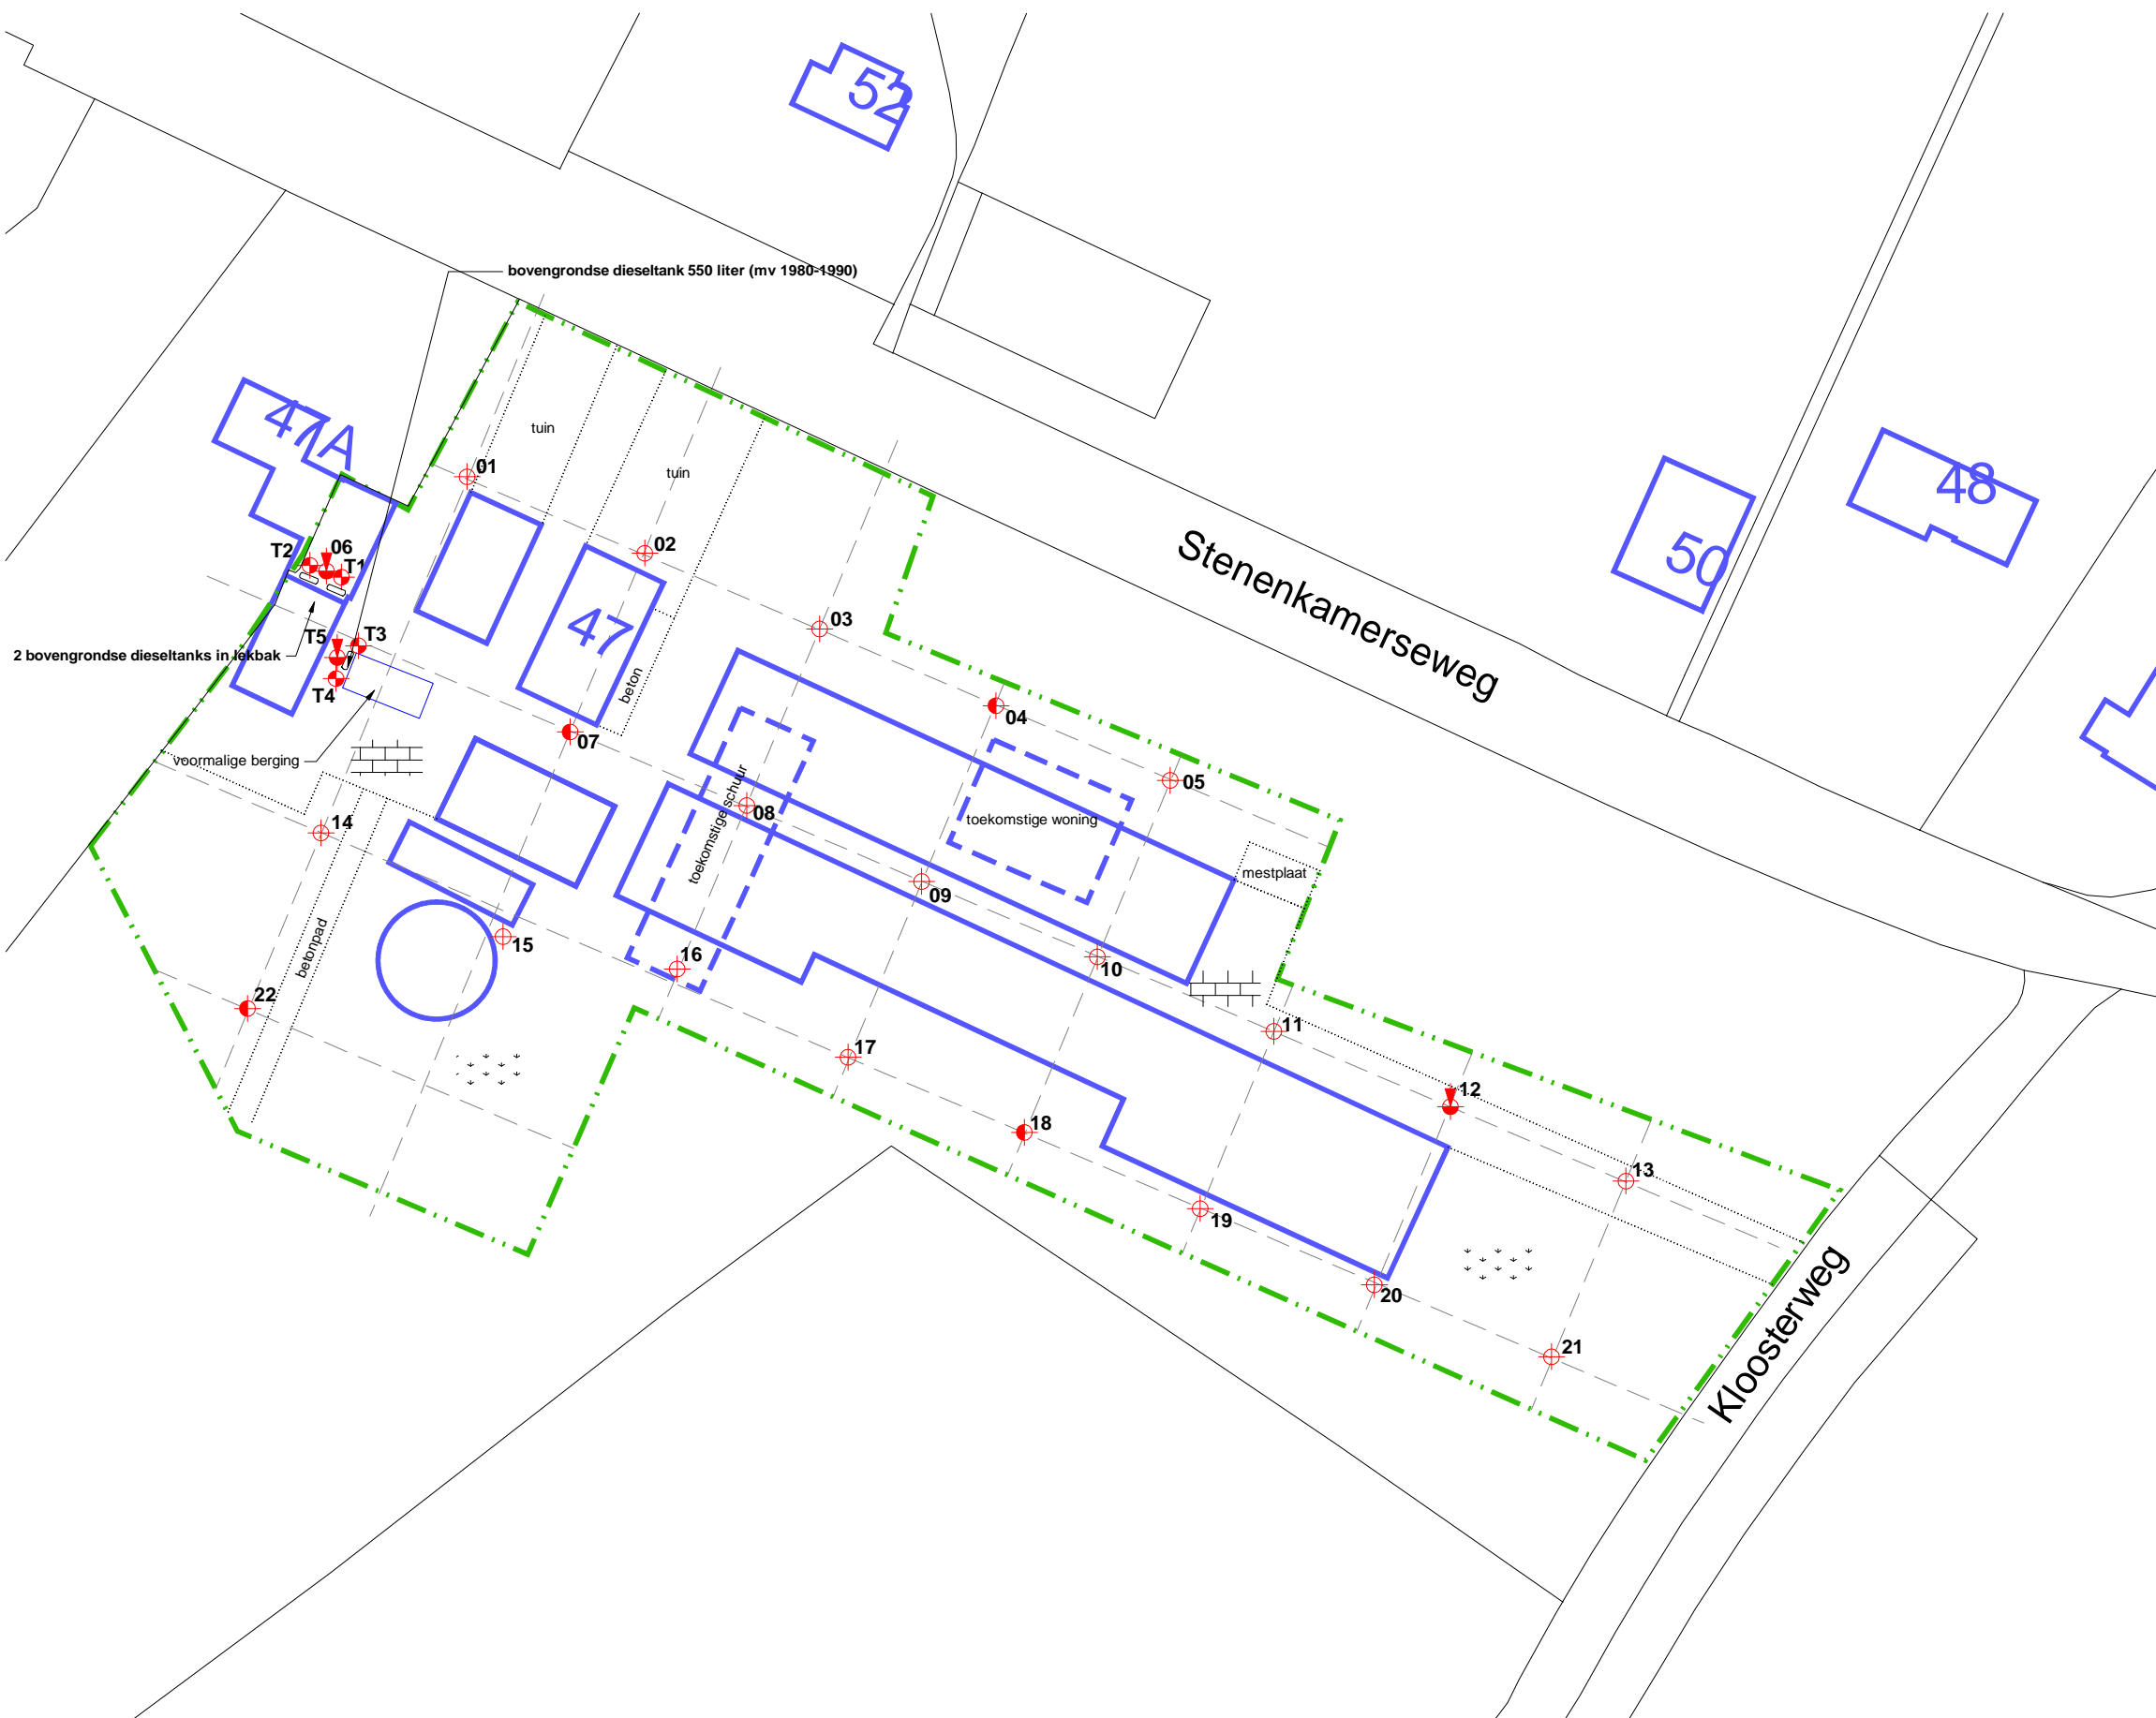 52
bovengrondse dieseltank 550 liter (mv 1980-1990)
47A
tuin
01
tuin
48
50
Stenenkamerseweg
T2
06
T1
02
03
47
T5
T3
2 bovengrondse dieseltanks in lekbak
T4
beton
04
07
voormalige berging
05
toekomstige schuur
08
toekomstige woning
14
mestplaat
09
15
betonpad
16
10
22
11
17
12
18
13
19
20
Kloosterweg
21